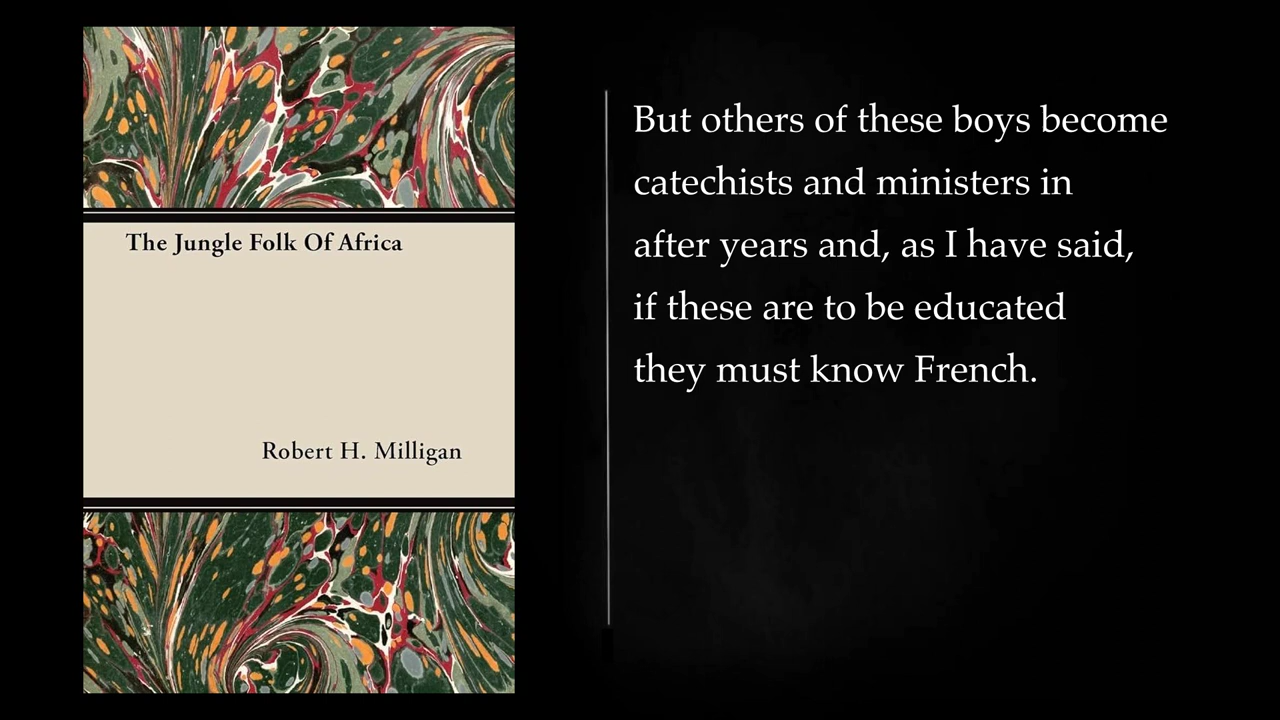 The Jungle Folk Of Africa
Robert H. Milligan
But others of these boys become
catechists and ministers in
after years and, as I have said,
if these are to be educated
they must know French.